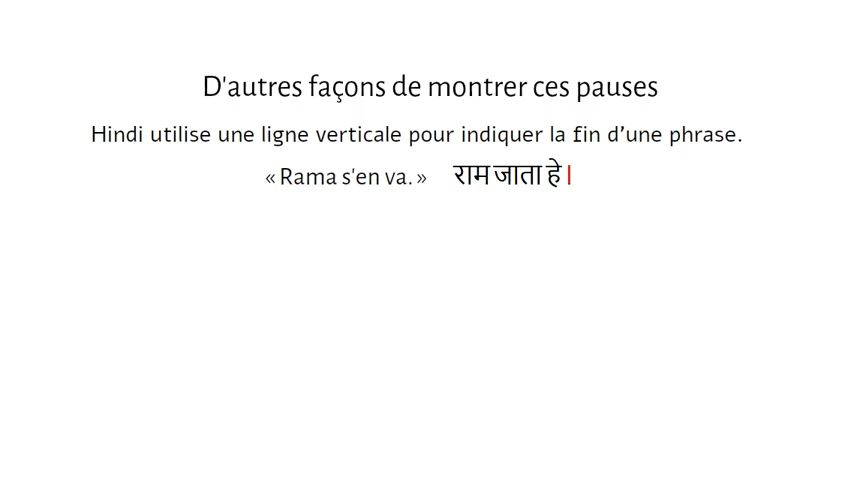 D'autres façons de montrer ces pauses
Hindi utilise une ligne verticale pour indiquer la fin d’une phrase.
« Rama s'en va. » राम जाता हे।